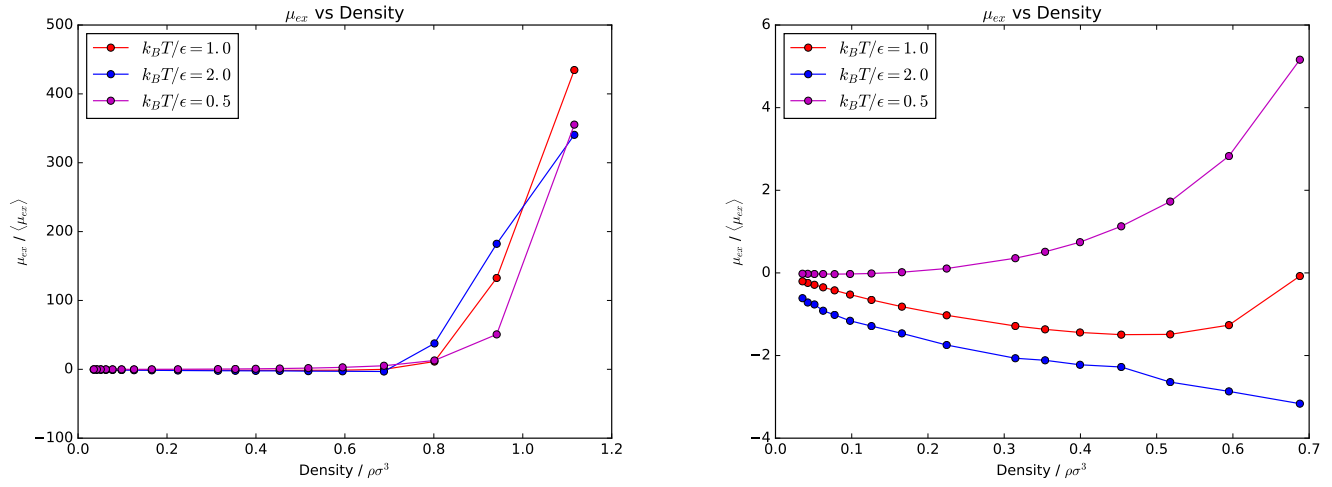 μ_ex vs Density
500
400
300
200
100
0
−100
k_BT/ϵ = 1.0
k_BT/ϵ = 2.0
k_BT/ϵ = 0.5
μ_ex / ⟨μ_ex⟩
0.0 0.2 0.4 0.6 0.8 1.0 1.2
Density / ρσ³
μ_ex vs Density
6
4
2
0
−2
−4
k_BT/ϵ = 1.0
k_BT/ϵ = 2.0
k_BT/ϵ = 0.5
μ_ex / ⟨μ_ex⟩
0.0 0.1 0.2 0.3 0.4 0.5 0.6 0.7
Density / ρσ³